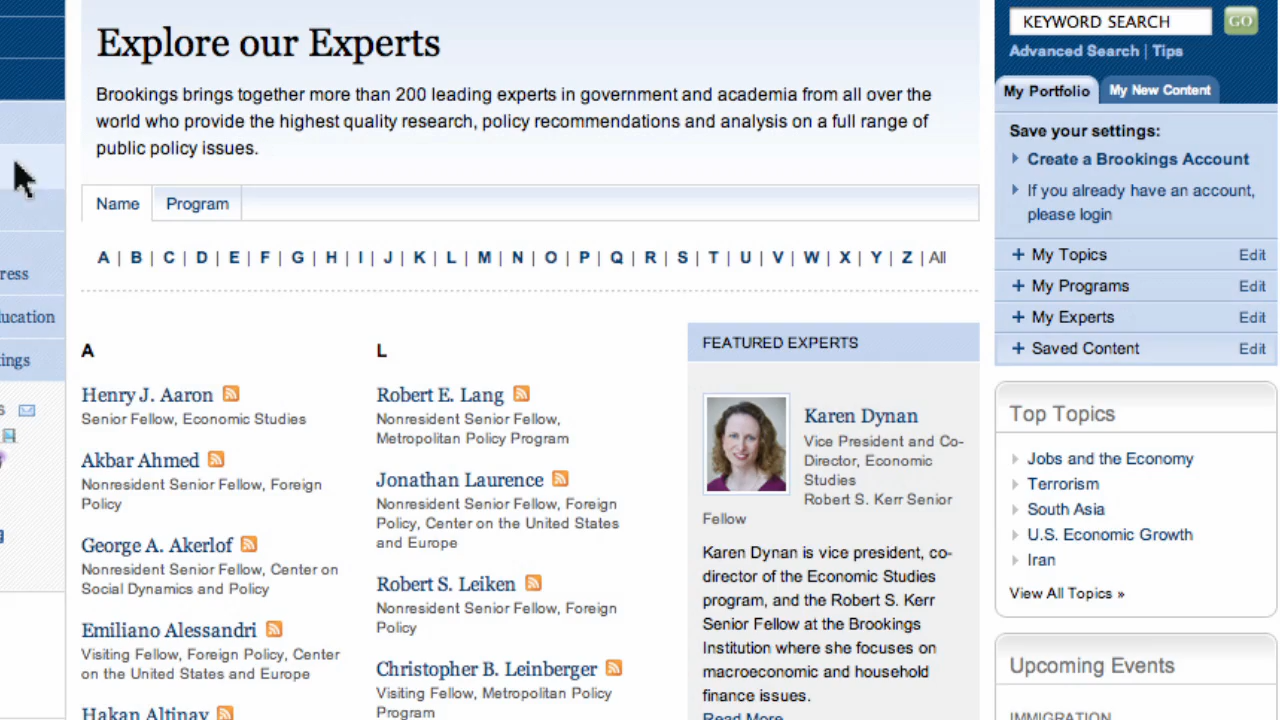 Explore our Experts
Brookings brings together more than 200 leading experts in government and academia from all over the
world who provide the highest quality research, policy recommendations and analysis on a full range of
public policy issues.
Name
Program
A | B | C | D | E | F | G | H | I | J | K | L | M | N | O | P | Q | R | S | T | U | V | W | X | Y | Z | All
A
Henry J. Aaron
Senior Fellow, Economic Studies
Akbar Ahmed
Nonresident Senior Fellow, Foreign
Policy
George A. Akerlof
Nonresident Senior Fellow, Center on
Social Dynamics and Policy
Emiliano Alessandri
Visiting Fellow, Foreign Policy, Center
on the United States and Europe
Hakan Altinay
L
Robert E. Lang
Nonresident Senior Fellow,
Metropolitan Policy Program
Jonathan Laurence
Nonresident Senior Fellow, Foreign
Policy, Center on the United States
and Europe
Robert S. Leiken
Nonresident Senior Fellow, Foreign
Policy
Christopher B. Leinberger
Visiting Fellow, Metropolitan Policy
Program
FEATURED EXPERTS
Karen Dynan
Vice President and Co-
Director, Economic
Studies
Robert S. Kerr Senior
Fellow
Karen Dynan is vice president, co-
director of the Economic Studies
program, and the Robert S. Kerr
Senior Fellow at the Brookings
Institution where she focuses on
macroeconomic and household
finance issues.
Read More
KEYWORD SEARCH
GO
Advanced Search | Tips
My Portfolio
My New Content
Save your settings:
Create a Brookings Account
If you already have an account,
please login
+ My Topics Edit
+ My Programs Edit
+ My Experts Edit
+ Saved Content Edit
Top Topics
Jobs and the Economy
Terrorism
South Asia
U.S. Economic Growth
Iran
View All Topics »
Upcoming Events
IMMIGRATION
ress
ucation
ings